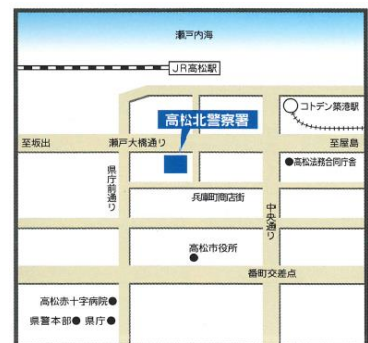 瀬戸内海
JR高松駅
コトデン築港駅
高松北警察署
至坂出
瀬戸大橋通り
至屋島
高松法務合同庁舎
県庁前通り
兵庫町商店街
中央通り
高松市役所
番町交差点
高松赤十字病院
県警本部 県庁